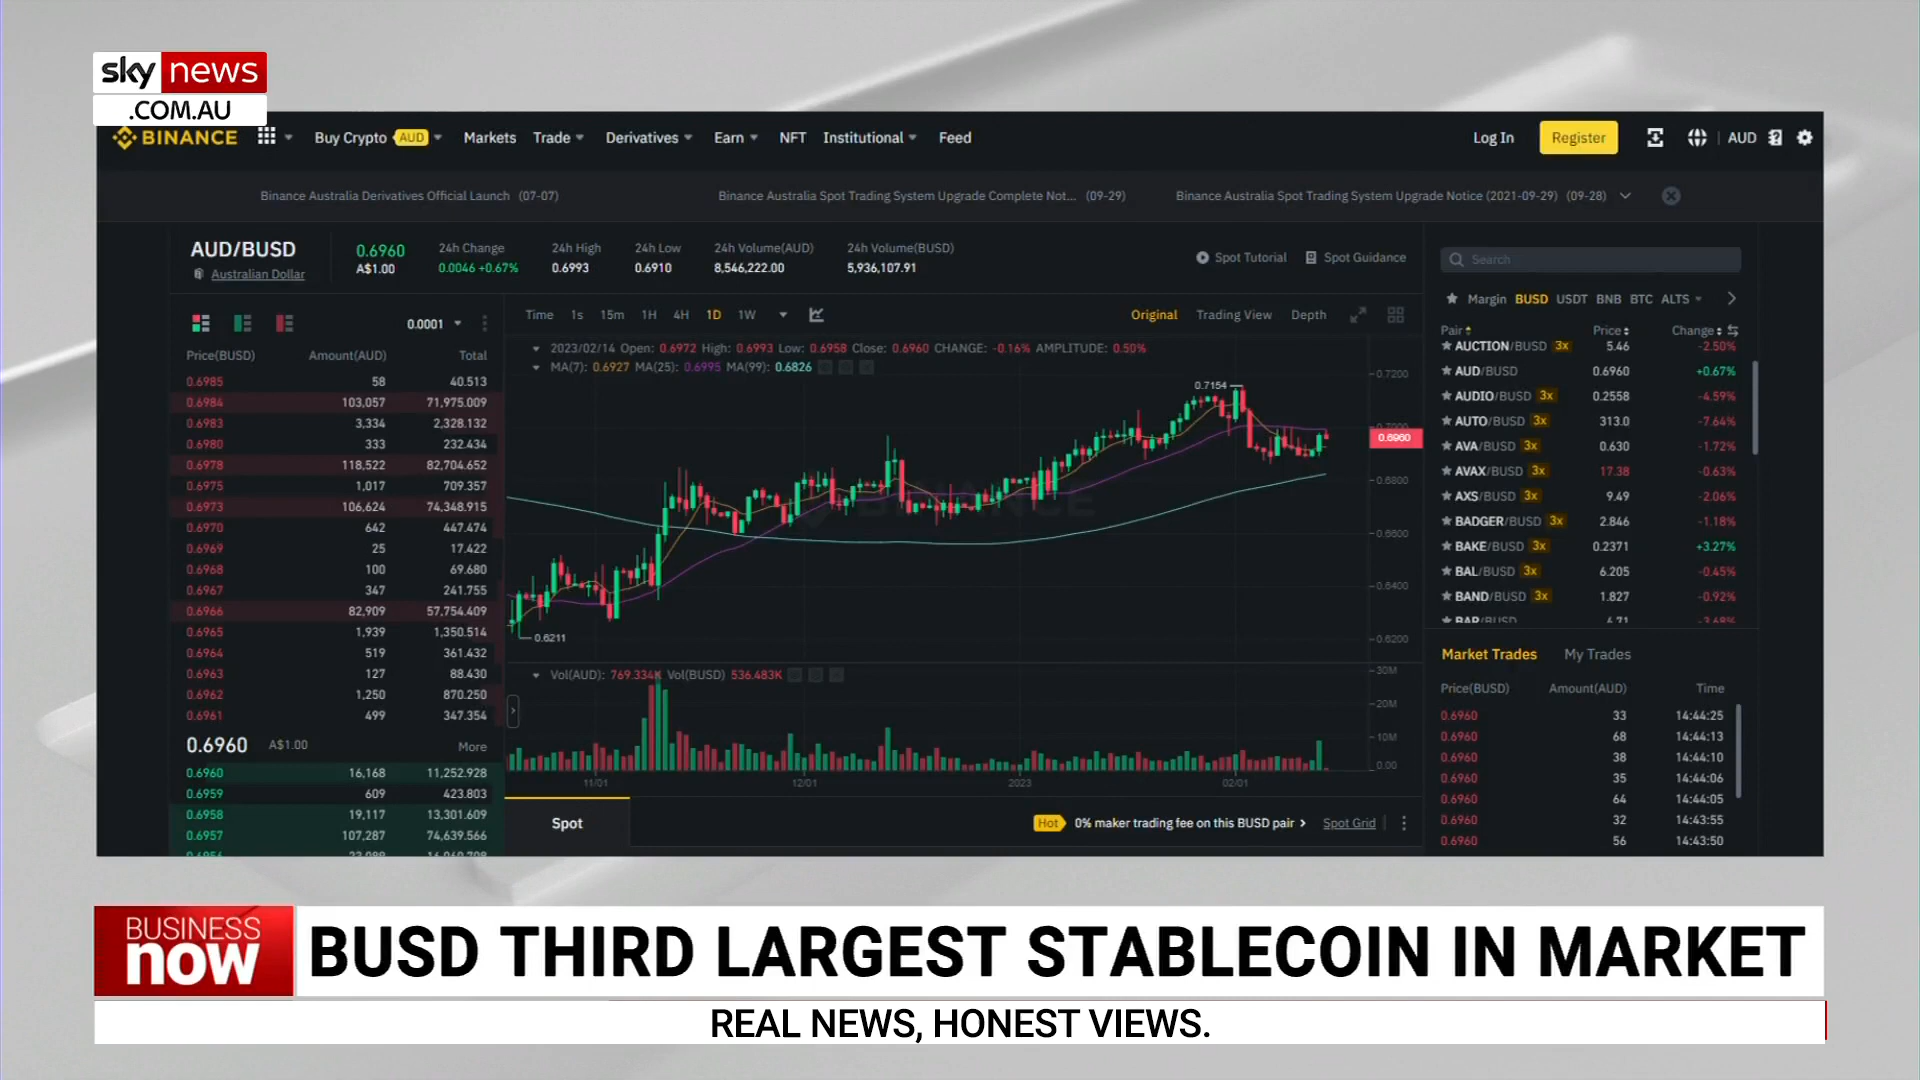 sky news
.COM.AU
BINANCE Buy Crypto AUD Markets Trade Derivatives Earn NFT Institutional Feed Log In Register AUD
Binance Australia Derivatives Official Launch (07-07) Binance Australia Spot Trading System Upgrade Complete Not... (09-29) Binance Australia Spot Trading System Upgrade Notice (2021-09-29) (09-28)
AUD/BUSD
Australian Dollar
0.6960
A$1.00
24h Change
0.0046 +0.67%
24h High
0.6993
24h Low
0.6910
24h Volume(AUD)
8,546,222.00
24h Volume(BUSD)
5,936,107.91
Spot Tutorial Spot Guidance
0.0001
Price(BUSD) Amount(AUD) Total
0.6985 58 40.513
0.6984 103,057 71,975.009
0.6983 3,334 2,328.132
0.6980 333 232.434
0.6978 118,522 82,704.652
0.6975 1,017 709.357
0.6973 106,624 74,348.915
0.6970 642 447.474
0.6969 25 17.422
0.6968 100 69.680
0.6967 347 241.755
0.6966 82,909 57,754.409
0.6965 1,939 1,350.514
0.6964 519 361.432
0.6963 127 88.430
0.6962 1,250 870.250
0.6961 499 347.354
0.6960 A$1.00 More
0.6960 16,168 11,252.928
0.6959 609 423.803
0.6958 19,117 13,301.609
0.6957 107,287 74,639.566
Time 1s 15m 1H 4H 1D 1W Original Trading View Depth
2023/02/14 Open: 0.6972 High: 0.6993 Low: 0.6958 Close: 0.6960 CHANGE: -0.16% AMPLITUDE: 0.50%
MA(7): 0.6927 MA(25): 0.6995 MA(99): 0.6826
0.7154
0.6211
BINANCE
0.7200
0.7000
0.6960
0.6800
0.6600
0.6400
0.6200
Vol(AUD): 769.334K Vol(BUSD) 536.483K
30M
20M
10M
0.00
11/01 12/01 2023 02/01
Spot
Hot 0% maker trading fee on this BUSD pair Spot Grid
Search
Margin BUSD USDT BNB BTC ALTS
Pair Price Change
AUCTION/BUSD 3x 5.46 -2.50%
AUD/BUSD 0.6960 +0.67%
AUDIO/BUSD 3x 0.2558 -4.59%
AUTO/BUSD 3x 313.0 -7.64%
AVA/BUSD 3x 0.630 -1.72%
AVAX/BUSD 3x 17.38 -0.63%
AXS/BUSD 3x 9.49 -2.06%
BADGER/BUSD 3x 2.846 -1.18%
BAKE/BUSD 3x 0.2371 +3.27%
BAL/BUSD 3x 6.205 -0.45%
BAND/BUSD 3x 1.827 -0.92%
Market Trades My Trades
Price(BUSD) Amount(AUD) Time
0.6960 33 14:44:25
0.6960 68 14:44:13
0.6960 38 14:44:10
0.6960 35 14:44:06
0.6960 64 14:44:05
0.6960 32 14:43:55
0.6960 56 14:43:50
BUSINESS
now
BUSD THIRD LARGEST STABLECOIN IN MARKET
REAL NEWS, HONEST VIEWS.